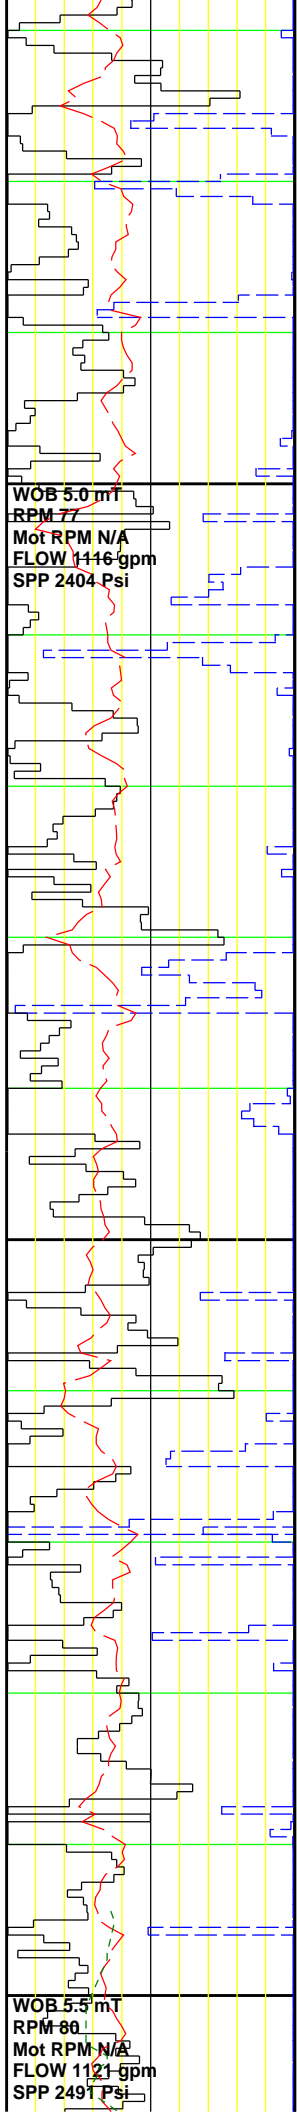 WOB 5.0 mT
RPM 77
Mot RPM N/A
FLOW 1116 gpm
SPP 2404 Psi
WOB 5.5 mT
RPM 80
Mot RPM N/A
FLOW 1121 gpm
SPP 2491 Psi